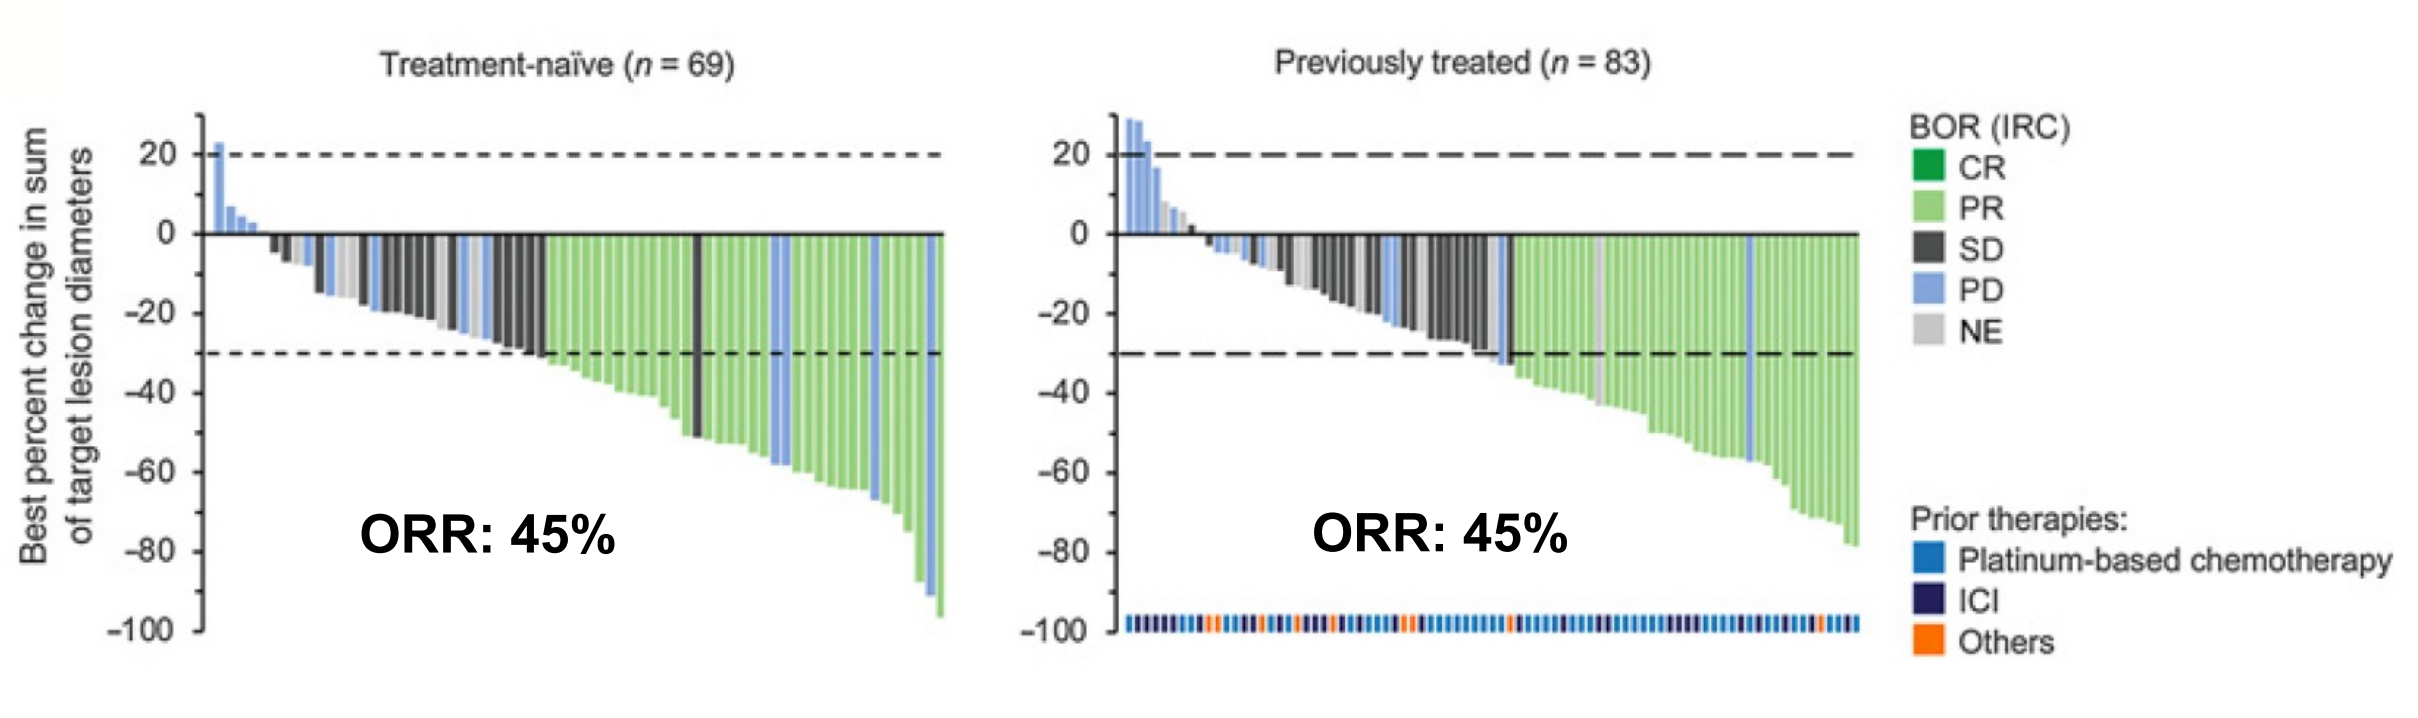 Treatment-naïve (n = 69)
Best percent change in sum
of target lesion diameters
20
0
–20
–40
–60
–80
–100
ORR: 45%
Previously treated (n = 83)
20
0
–20
–40
–60
–80
–100
ORR: 45%
BOR (IRC)
CR
PR
SD
PD
NE
Prior therapies:
Platinum-based chemotherapy
ICI
Others